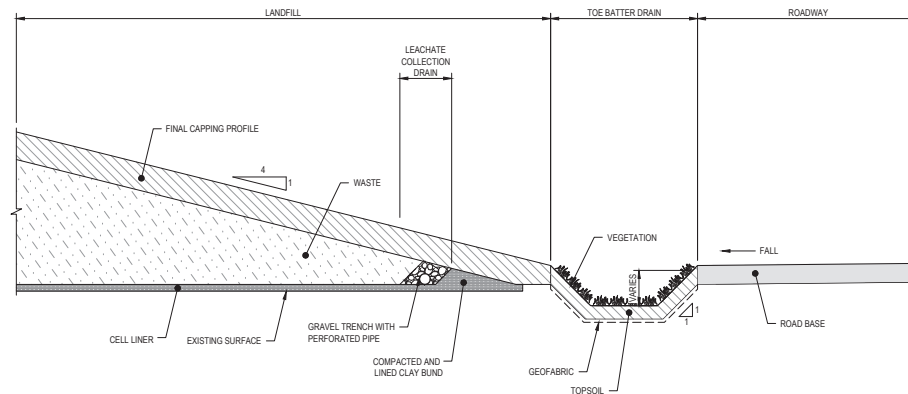 LANDFILL
TOE BATTER DRAIN
ROADWAY
LEACHATE
COLLECTION
DRAIN
FINAL CAPPING PROFILE
4
1
WASTE
VEGETATION
FALL
VARIES
1
1
ROAD BASE
CELL LINER
EXISTING SURFACE
GRAVEL TRENCH WITH
PERFORATED PIPE
COMPACTED AND
LINED CLAY BUND
GEOFABRIC
TOPSOIL